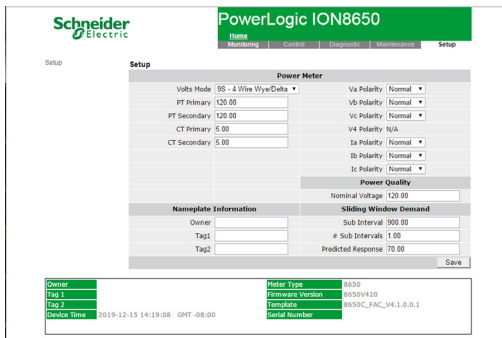 Schneider
Electric
PowerLogic ION8650
Home
Monitoring Control Diagnostic Maintenance Setup
Setup
Setup
Power Meter
Volts Mode 9S - 4 Wire Wye/Delta Va Polarity Normal
PT Primary 120.00 Vb Polarity Normal
PT Secondary 120.00 Vc Polarity Normal
CT Primary 5.00 V4 Polarity N/A
CT Secondary 5.00 Ia Polarity Normal
Ib Polarity Normal
Ic Polarity Normal
Power Quality
Nominal Voltage 120.00
Nameplate Information Sliding Window Demand
Owner Sub Interval 900.00
Tag1 # Sub Intervals 1.00
Tag2 Predicted Response 70.00
Save
Owner Meter Type 8650
Tag 1 Firmware Version 8650V420
Tag 2 Template 8650C_FAC_V4.1.0.0.1
Device Time 2019-12-15 14:19:08 GMT -08:00 Serial Number